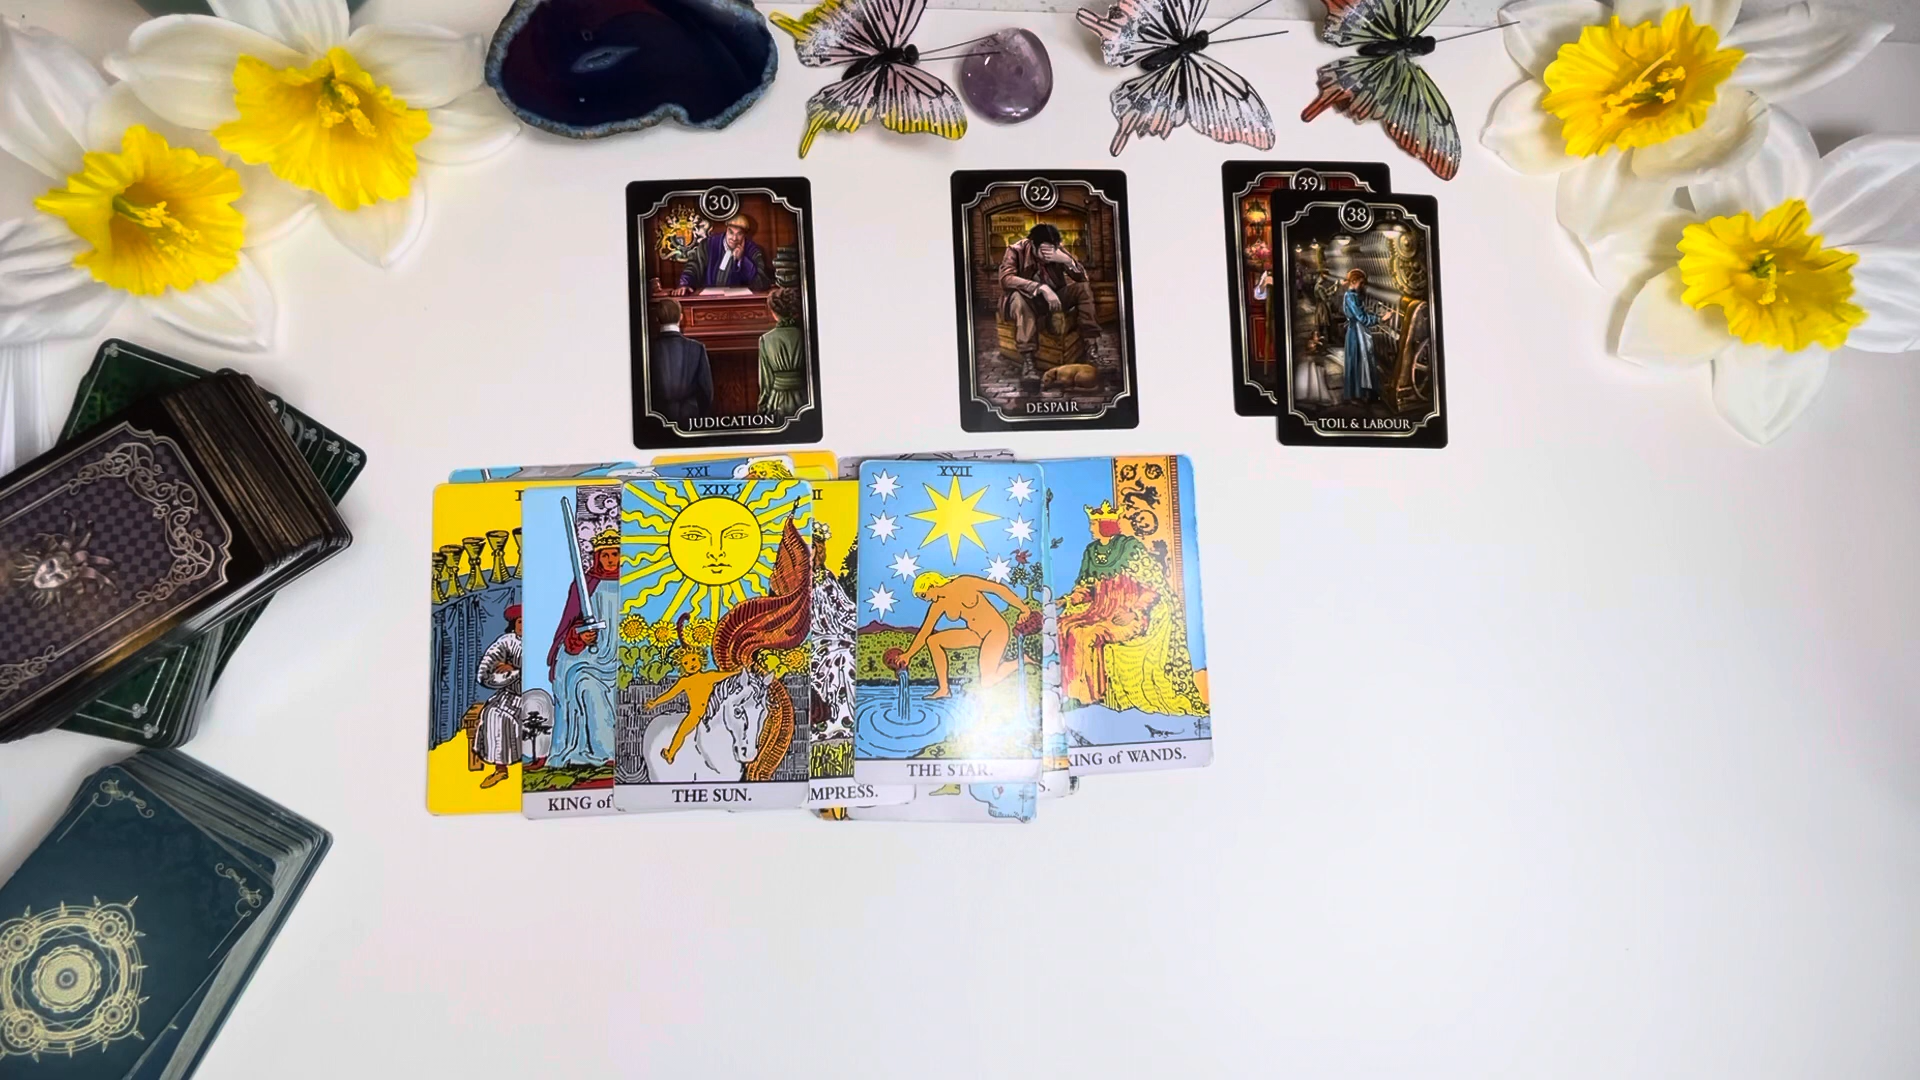 30
JUDICATION
32
DESPAIR
39
38
TOIL & LABOUR
XXI
XIX
XVII
KING of
THE SUN.
MPRESS.
THE STAR.
S.
KING of WANDS.